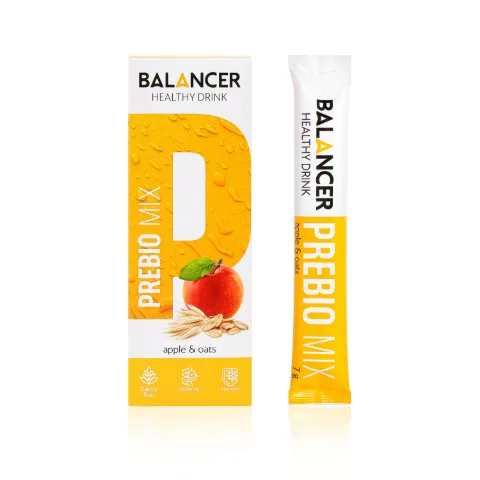 BALANCER
HEALTHY DRINK
PREBIO MIX
apple & oats
BALANCER
HEALTHY DRINK
PREBIO MIX
apple & oats
7 g